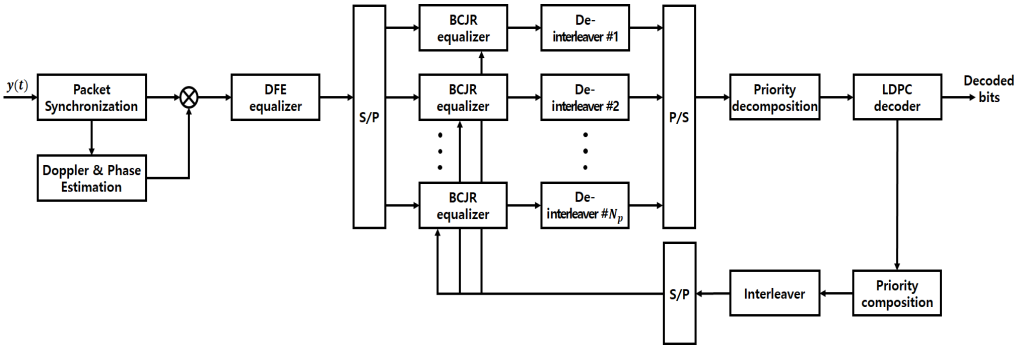 y(t)
Packet
Synchronization
Doppler & Phase
Estimation
DFE
equalizer
S/P
BCJR
equalizer
De-
interleaver #1
BCJR
equalizer
De-
interleaver #2
BCJR
equalizer
De-
interleaver #Np
P/S
Priority
decomposition
LDPC
decoder
Decoded
bits
S/P
Interleaver
Priority
composition